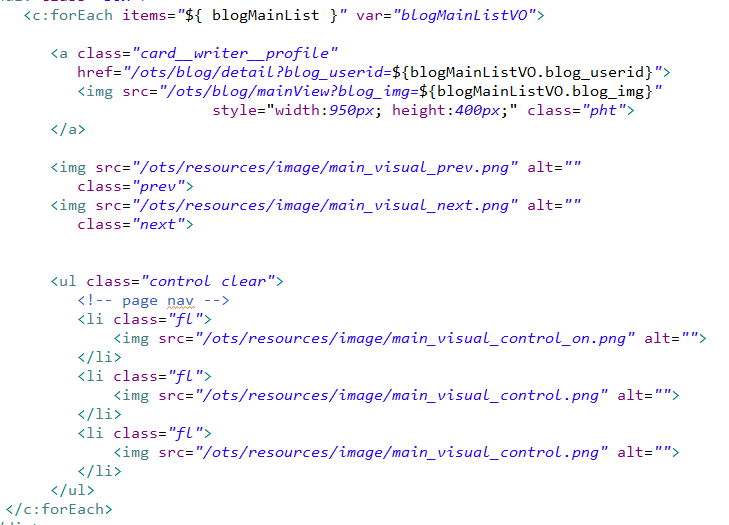 <c:forEach items="${ blogMainList }" var="blogMainListVO">
<a class="card__writer__profile"
href="/ots/blog/detail?blog_userid=${blogMainListVO.blog_userid}">
<img src="/ots/blog/mainView?blog_img=${blogMainListVO.blog_img}"
style="width:950px; height:400px;" class="pht">
</a>
<img src="/ots/resources/image/main_visual_prev.png" alt=""
class="prev">
<img src="/ots/resources/image/main_visual_next.png" alt=""
class="next">
<ul class="control clear">
<!-- page nav -->
<li class="fl">
<img src="/ots/resources/image/main_visual_control_on.png" alt="">
</li>
<li class="fl">
<img src="/ots/resources/image/main_visual_control.png" alt="">
</li>
<li class="fl">
<img src="/ots/resources/image/main_visual_control.png" alt="">
</li>
</ul>
</c:forEach>